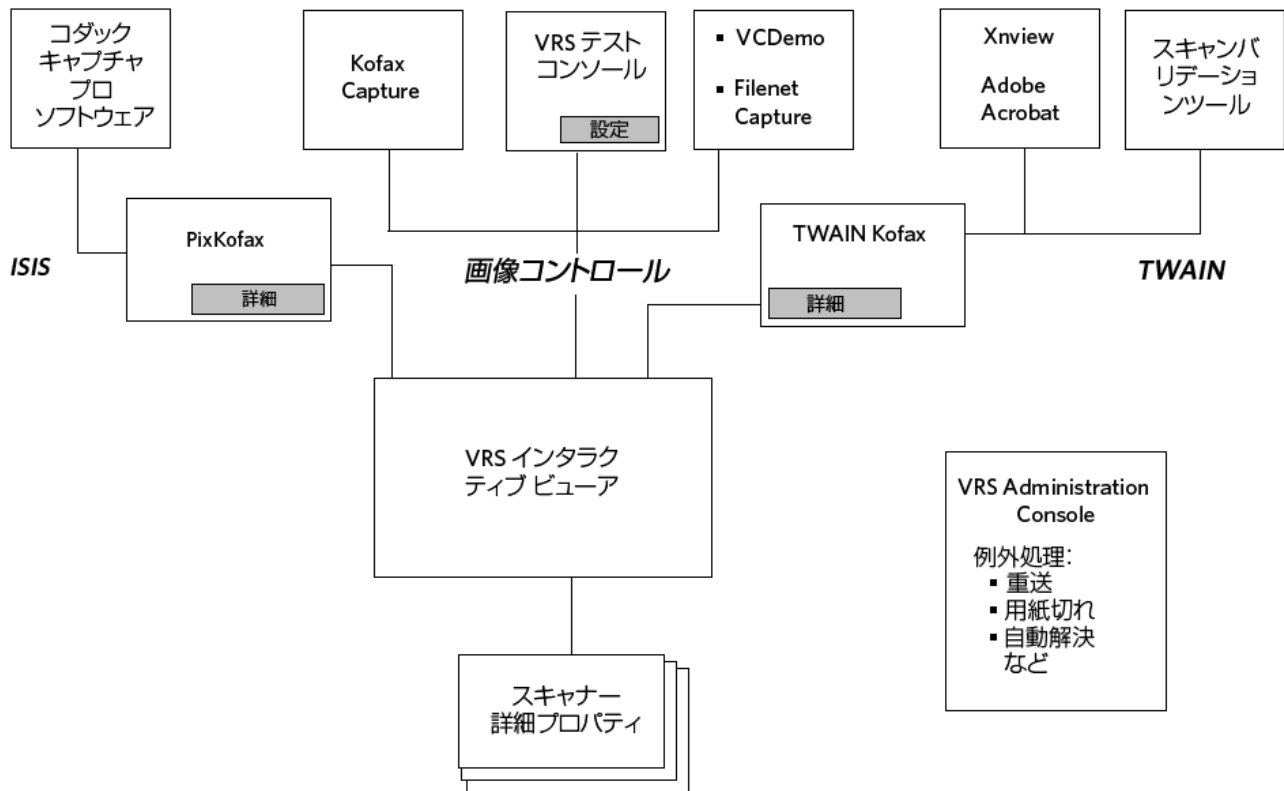 コダック
キャプチャ
プロ
ソフトウェア
Kofax
Capture
VRS テスト
コンソール
設定
▪ VCDemo
▪ Filenet
Capture
Xnview
Adobe
Acrobat
スキャンバ
リデーショ
ンツール
ISIS
PixKofax
詳細
画像コントロール
TWAIN Kofax
詳細
TWAIN
VRS インタラク
ティブ ビューア
VRS Administration
Console
例外処理:
▪ 重送
▪ 用紙切れ
▪ 自動解決
など
スキャナー
詳細プロパティ